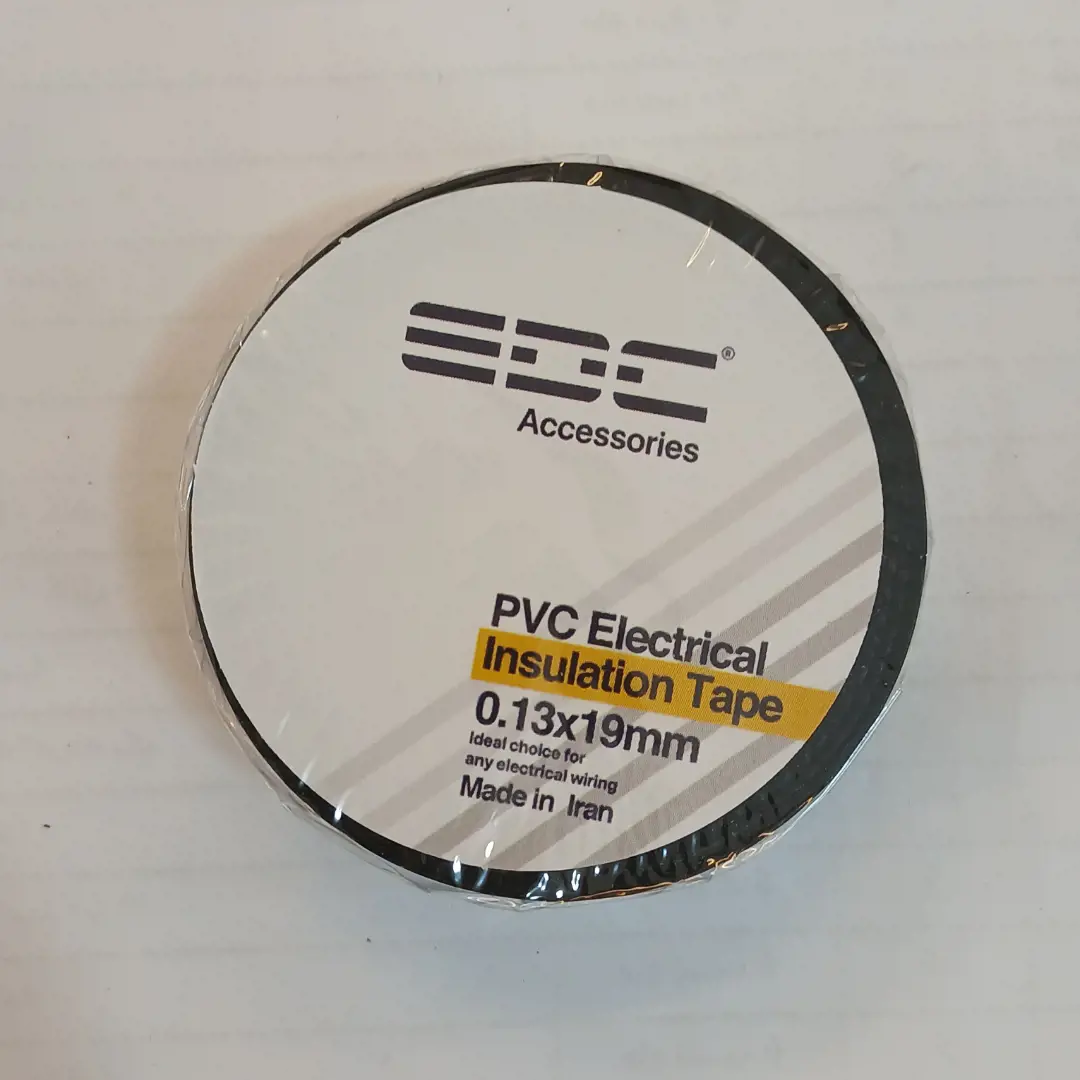 EDC®
Accessories
PVC Electrical
Insulation Tape
0.13x19mm
Ideal choice for
any electrical wiring
Made in Iran